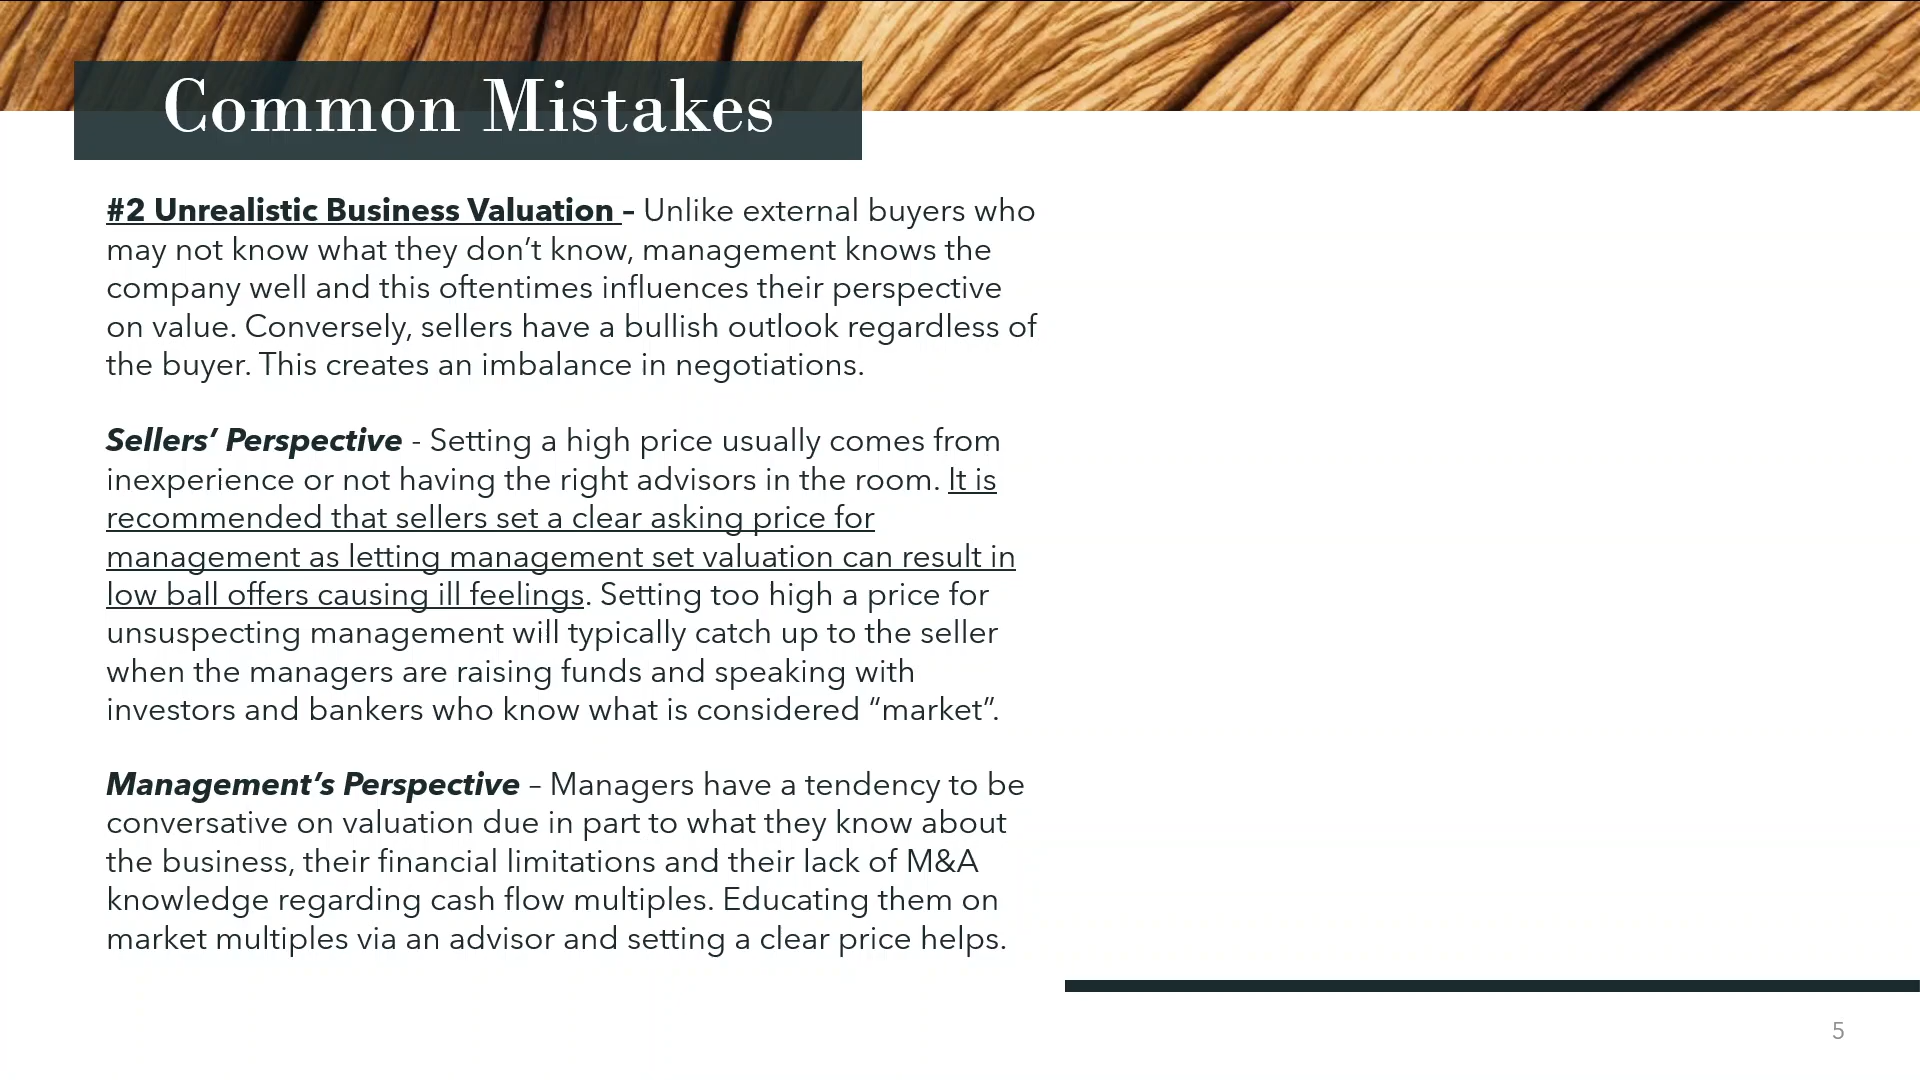 Common Mistakes
#2 Unrealistic Business Valuation – Unlike external buyers who
may not know what they don’t know, management knows the
company well and this oftentimes influences their perspective
on value. Conversely, sellers have a bullish outlook regardless of
the buyer. This creates an imbalance in negotiations.
Sellers’ Perspective - Setting a high price usually comes from
inexperience or not having the right advisors in the room. It is
recommended that sellers set a clear asking price for
management as letting management set valuation can result in
low ball offers causing ill feelings. Setting too high a price for
unsuspecting management will typically catch up to the seller
when the managers are raising funds and speaking with
investors and bankers who know what is considered “market”.
Management’s Perspective – Managers have a tendency to be
conversative on valuation due in part to what they know about
the business, their financial limitations and their lack of M&A
knowledge regarding cash flow multiples. Educating them on
market multiples via an advisor and setting a clear price helps.
5